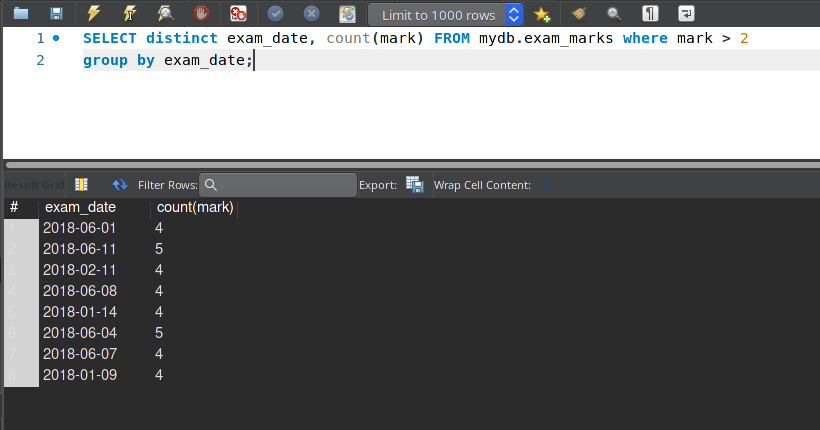 Limit to 1000 rows
1 SELECT distinct exam_date, count(mark) FROM mydb.exam_marks where mark > 2
2 group by exam_date;
Result Grid Filter Rows: Export: Wrap Cell Content:
# exam_date count(mark)
1 2018-06-01 4
2 2018-06-11 5
3 2018-02-11 4
4 2018-06-08 4
5 2018-01-14 4
6 2018-06-04 5
7 2018-06-07 4
8 2018-01-09 4